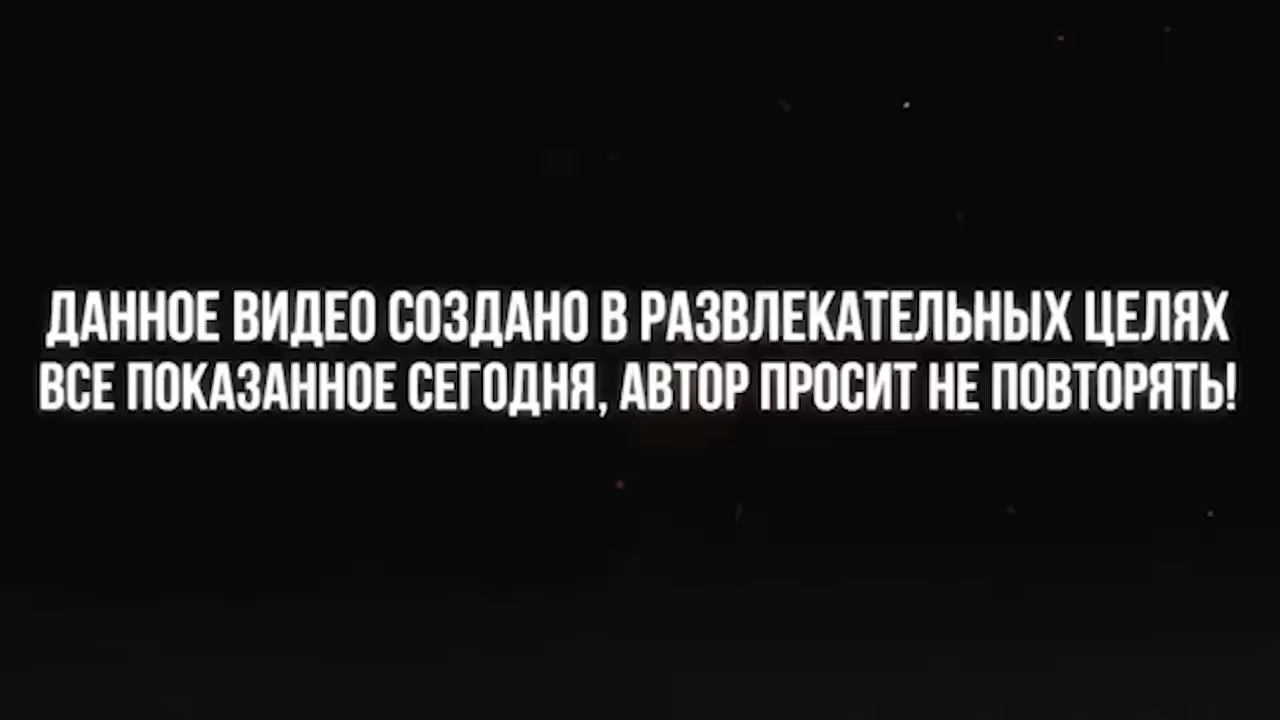 ДАННОЕ ВИДЕО СОЗДАНО В РАЗВЛЕКАТЕЛЬНЫХ ЦЕЛЯХ
ВСЕ ПОКАЗАННОЕ СЕГОДНЯ, АВТОР ПРОСИТ НЕ ПОВТОРЯТЬ!